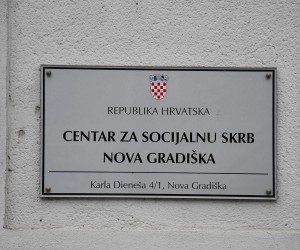 REPUBLIKA HRVATSKA
CENTAR ZA SOCIJALNU SKRB
NOVA GRADIŠKA
Karla Dieneša 4/1, Nova Gradiška